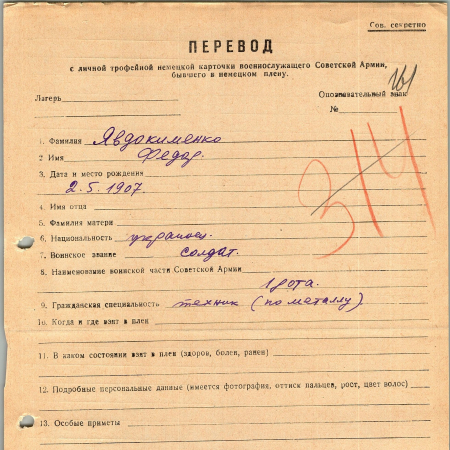 Сов. секретно
ПЕРЕВОД
с личной трофейной немецкой карточки военнослужащего Советской Армии,
бывшего в немецком плену.
Лагерь
Опознавательный знак
№
3/4
1. Фамилия Явдокименко
2 Имя Федор.
3. Дата и место рождения
2.5.1907.
4. Имя отца
5. Фамилия матери
6. Национальность украинец.
7. Воинское звание солдат.
8. Наименование воинской части Советской Армии
1 рота.
9. Гражданская специальность техник (по металлу)
10. Когда и где взят в плен
11. В каком состоянии взят в плен (здоров, болен, ранен)
12. Подробные персональные данные (имеется фотография, оттиск пальцев, рост, цвет волос)
13. Особые приметы